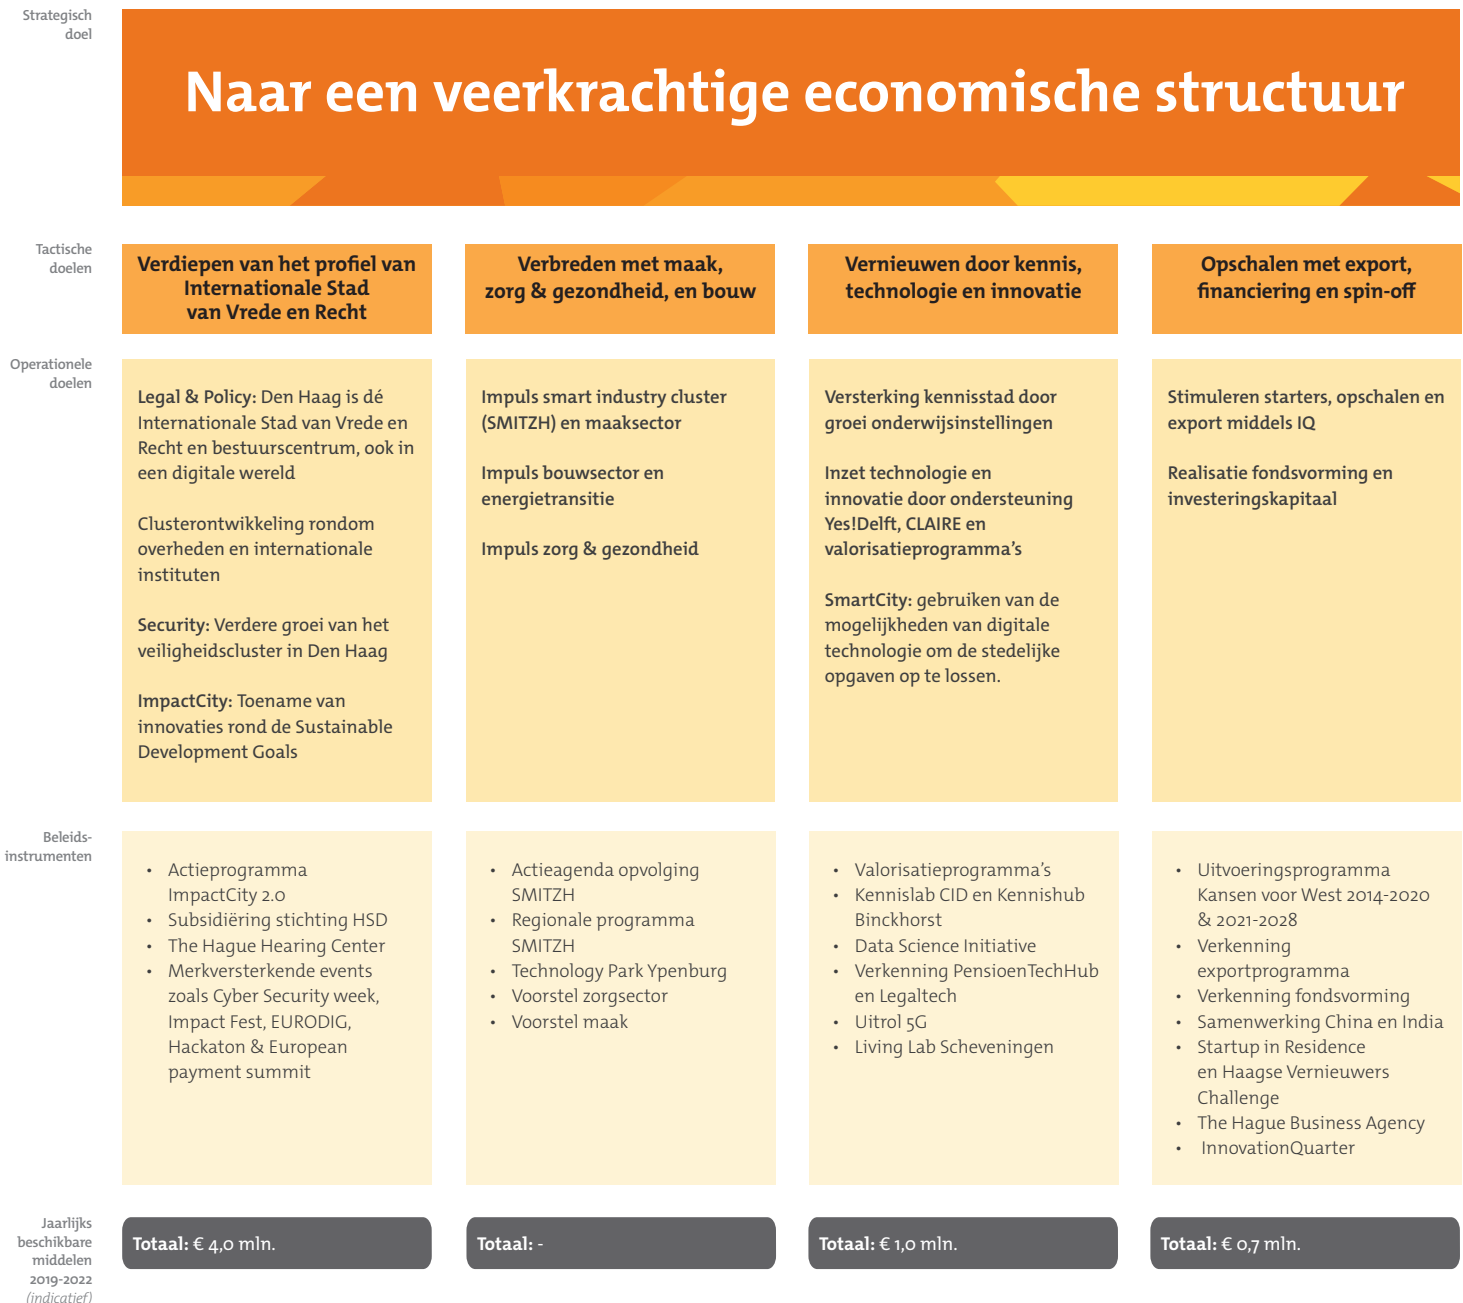 Strategisch
doel
Naar een veerkrachtige economische structuur
Tactische
doelen
Verdiepen van het profiel van
Internationale Stad
van Vrede en Recht
Verbreden met maak,
zorg & gezondheid, en bouw
Vernieuwen door kennis,
technologie en innovatie
Opschalen met export,
financiering en spin-off
Operationele
doelen
Legal & Policy: Den Haag is dé
Internationale Stad van Vrede en
Recht en bestuurscentrum, ook in
een digitale wereld
Clusterontwikkeling rondom
overheden en internationale
instituten
Security: Verdere groei van het
veiligheidscluster in Den Haag
ImpactCity: Toename van
innovaties rond de Sustainable
Development Goals
Impuls smart industry cluster
(SMITZH) en maaksector
Impuls bouwsector en
energietransitie
Impuls zorg & gezondheid
Versterking kennisstad door
groei onderwijsinstellingen
Inzet technologie en
innovatie door ondersteuning
Yes!Delft, CLAIRE en
valorisatieprogramma's
SmartCity: gebruiken van de
mogelijkheden van digitale
technologie om de stedelijke
opgaven op te lossen.
Stimuleren starters, opschalen en
export middels IQ
Realisatie fondsvorming en
investeringskapitaal
Beleids-
instrumenten
• Actieprogramma
ImpactCity 2.0
• Subsidiëring stichting HSD
• The Hague Hearing Center
• Merkversterkende events
zoals Cyber Security week,
Impact Fest, EURODIG,
Hackaton & European
payment summit
• Actieagenda opvolging
SMITZH
• Regionale programma
SMITZH
• Technology Park Ypenburg
• Voorstel zorgsector
• Voorstel maak
• Valorisatieprogramma's
• Kennislab CID en Kennishub
Binckhorst
• Data Science Initiative
• Verkenning PensioenTechHub
en Legaltech
• Uitrol 5G
• Living Lab Scheveningen
• Uitvoeringsprogramma
Kansen voor West 2014-2020
& 2021-2028
• Verkenning
exportprogramma
• Verkenning fondsvorming
• Samenwerking China en India
• Startup in Residence
en Haagse Vernieuwers
Challenge
• The Hague Business Agency
• InnovationQuarter
Jaarlijks
beschikbare
middelen
2019-2022
(indicatief)
Totaal: € 4,0 mln.
Totaal: -
Totaal: € 1,0 mln.
Totaal: € 0,7 mln.